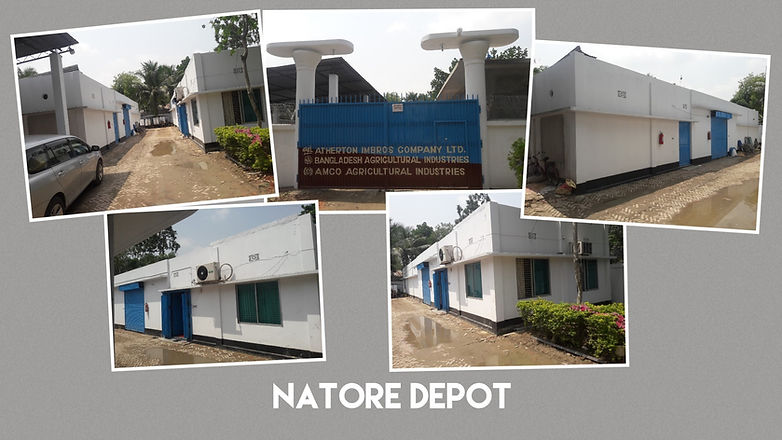 ATHERTON IMBROS COMPANY LTD.
BANGLADESH AGRICULTURAL INDUSTRIES
AMCO AGRICULTURAL INDUSTRIES
NATORE DEPOT